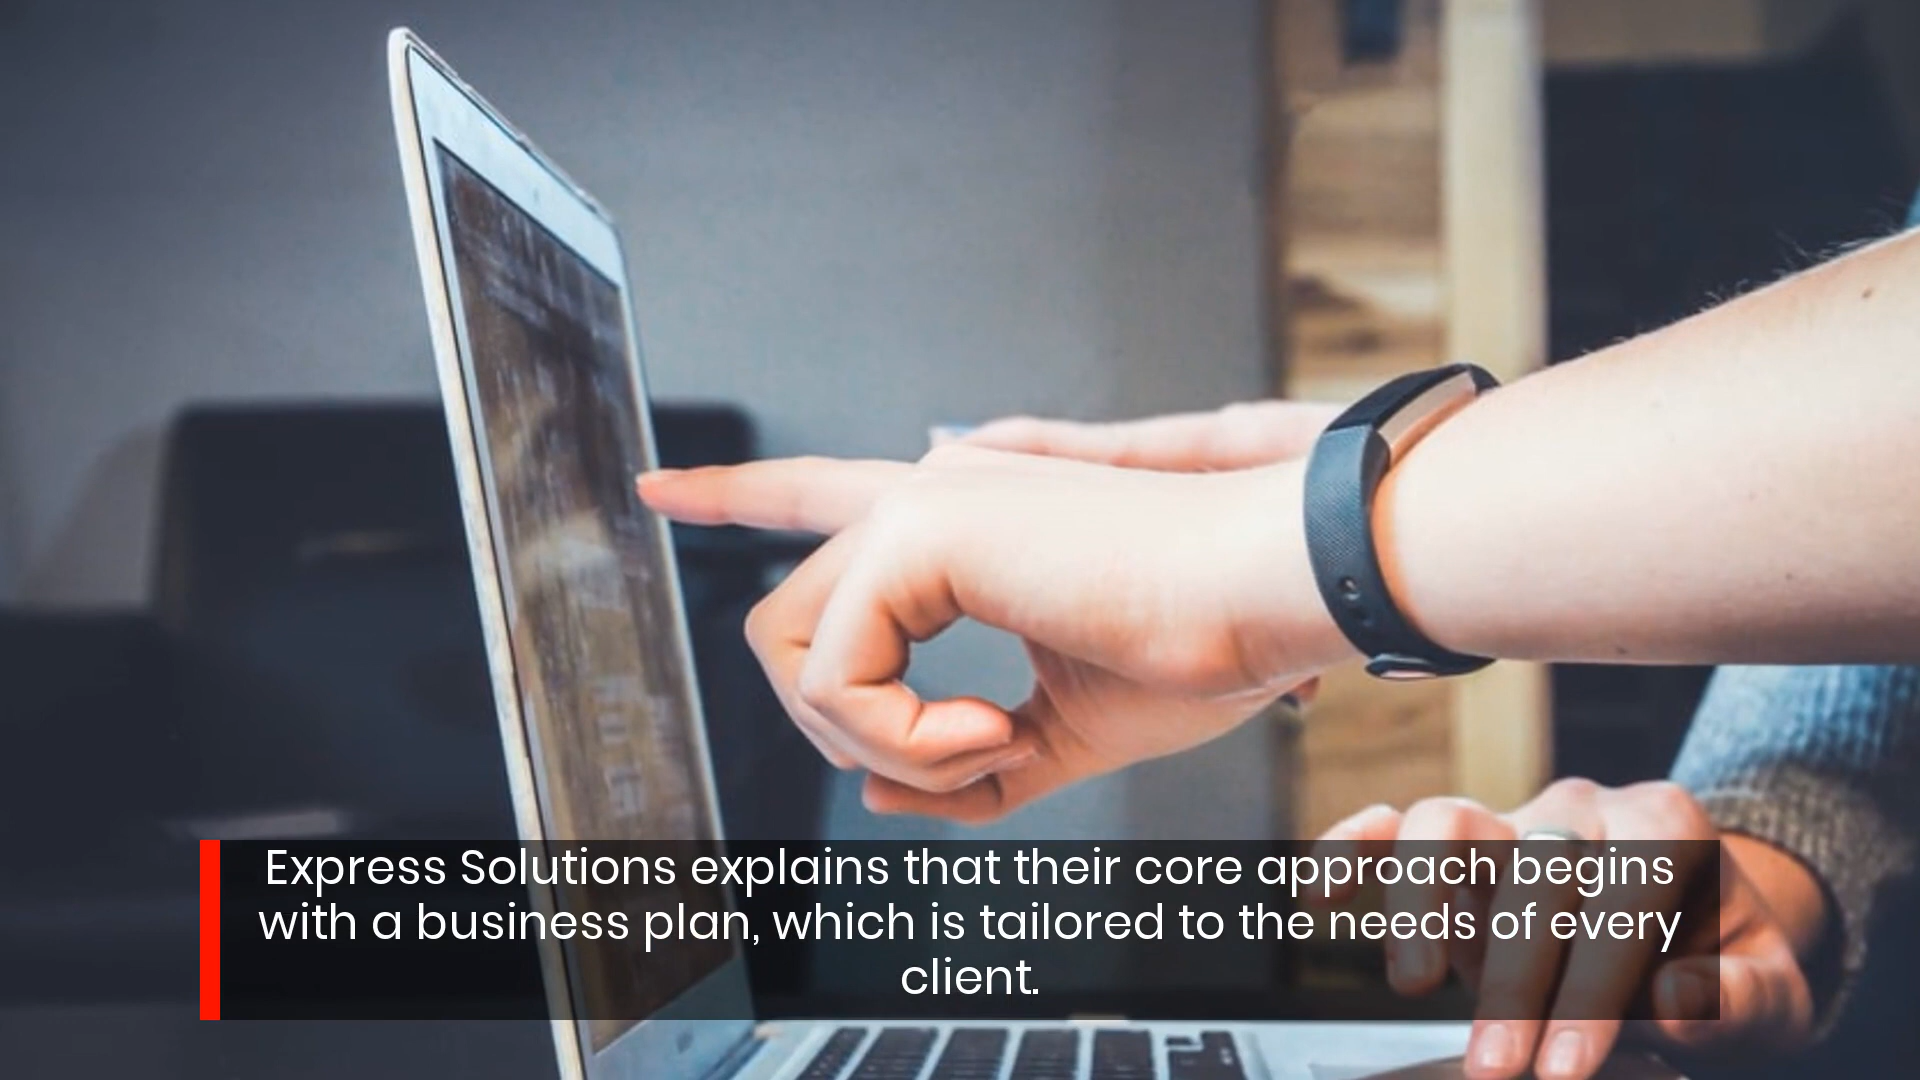 Express Solutions explains that their core approach begins
with a business plan, which is tailored to the needs of every
client.